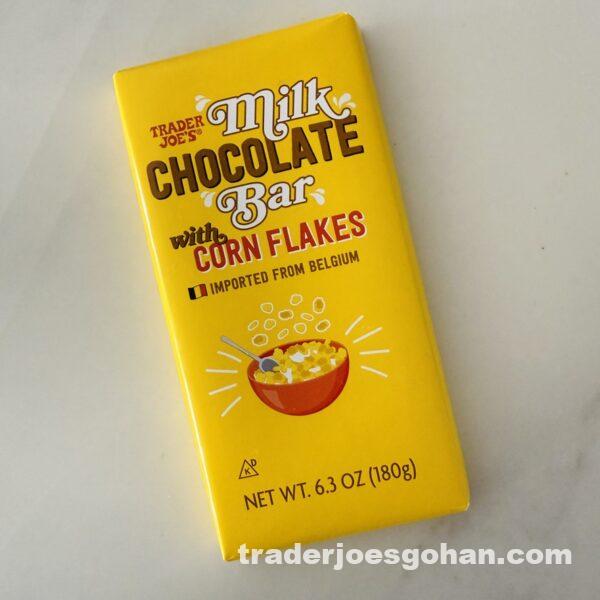 TRADER
JOE'S®
Milk
CHOCOLATE
Bar
with
CORN FLAKES
IMPORTED FROM BELGIUM
K D
NET WT. 6.3 OZ (180g)
traderjoesgohan.com